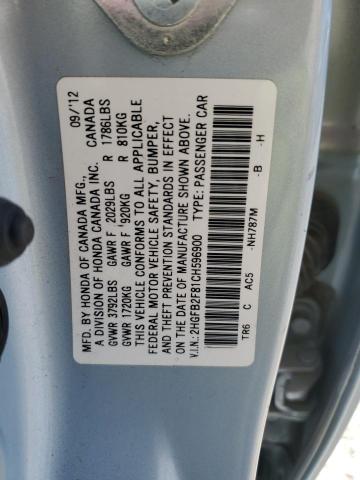 MFD. BY HONDA OF CANADA MFG., 09/'12
A DIVISION OF HONDA CANADA INC. CANADA
GVWR 3792LBS GAWR F 2029LBS R 1786LBS
GVWR 1720KG GAWR F 920KG R 810KG
THIS VEHICLE CONFORMS TO ALL APPLICABLE
FEDERAL MOTOR VEHICLE SAFETY, BUMPER,
AND THEFT PREVENTION STANDARDS IN EFFECT
ON THE DATE OF MANUFACTURE SHOWN ABOVE.
V.I.N.: 2HGFB2F81CH596900 TYPE: PASSENGER CAR
TR6 C AC5 -NH787M -B -H